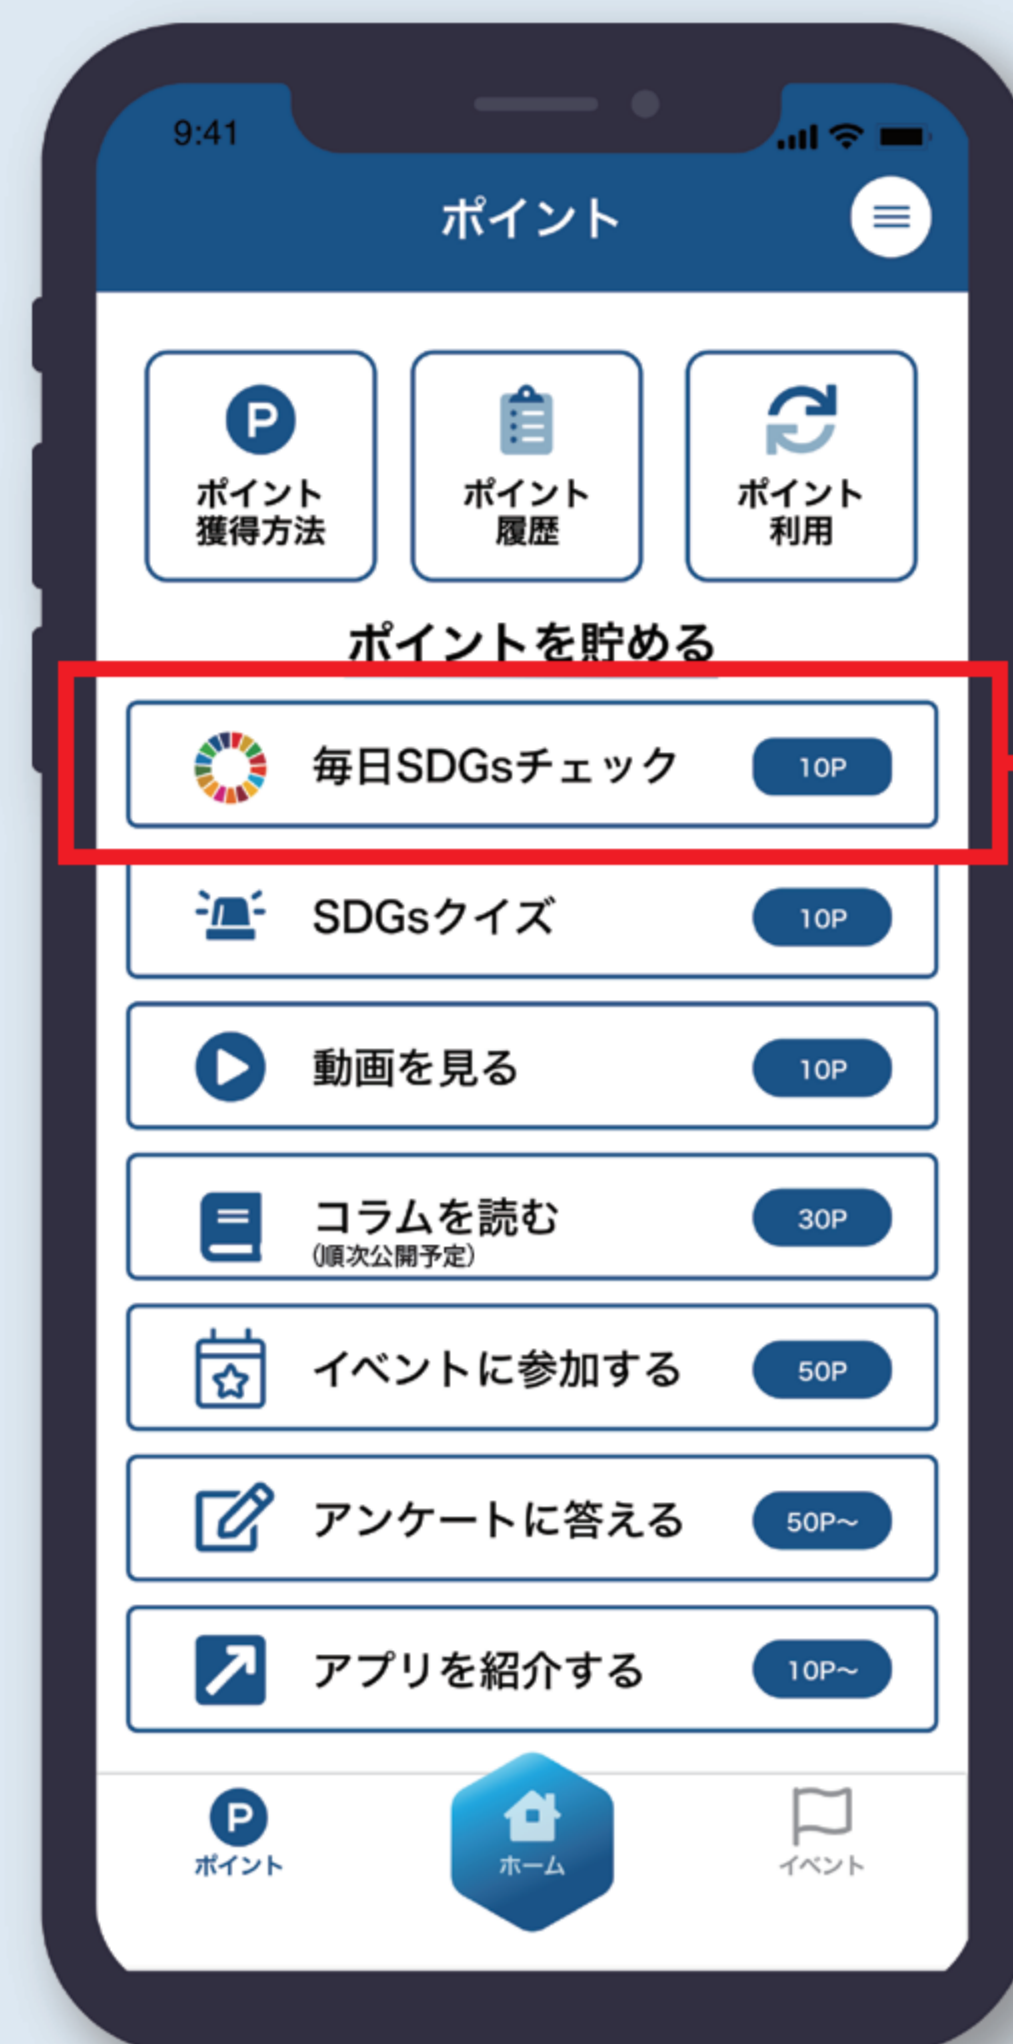 9:41
ポイント
P
ポイント
獲得方法
ポイント
履歴
ポイント
利用
ポイントを貯める
毎日SDGsチェック 10P
SDGsクイズ 10P
動画を見る 10P
コラムを読む 30P
(順次公開予定)
イベントに参加する 50P
アンケートに答える 50P~
アプリを紹介する 10P~
P
ポイント
ホーム
イベント